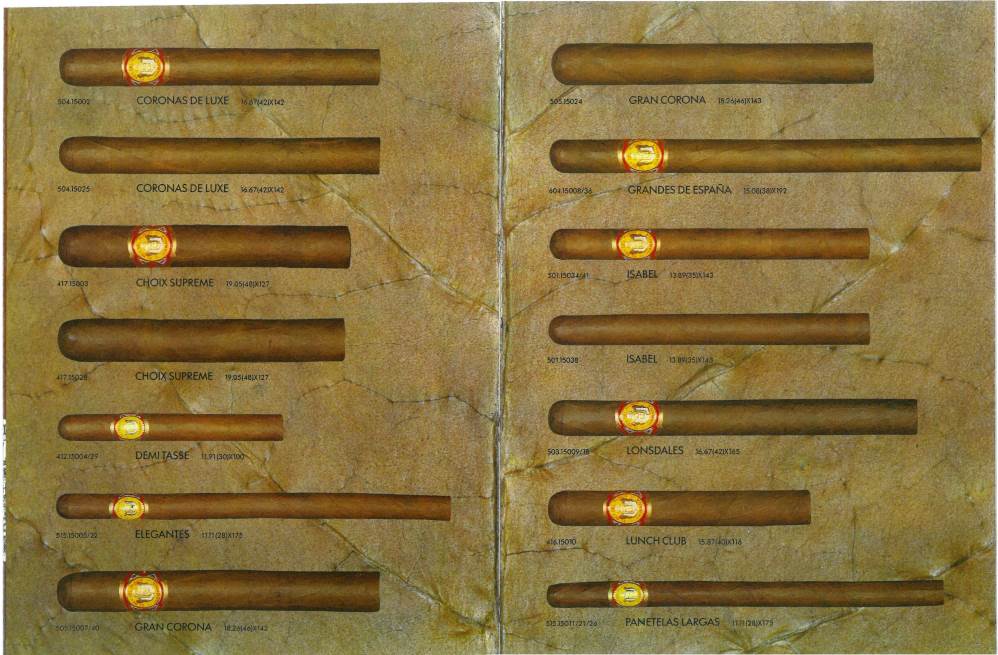 504.15002 CORONAS DE LUXE 16.67(42)X142
504.15025 CORONAS DE LUXE 16.67(42)X142
417.15003 CHOIX SUPREME 19.05(48)X127
417.15028 CHOIX SUPREME 19.05(48)X127
412.15004/29 DEMI TASSE 11.91(30)X100
515.15005/22 ELEGANTES 11.11(28)X175
505.15007/40 GRAN CORONA 18.26(46)X142
505.15024 GRAN CORONA 18.26(46)X143
604.15008/36 GRANDES DE ESPAÑA 15.08(38)X192
501.15034/41 ISABEL 13.89(35)X143
501.15038 ISABEL 13.89(35)X143
503.15009/18 LONSDALES 16.67(42)X165
416.15010 LUNCH CLUB 15.87(40)X116
515.15011/21/26 PANETELAS LARGAS 11.11(28)X175